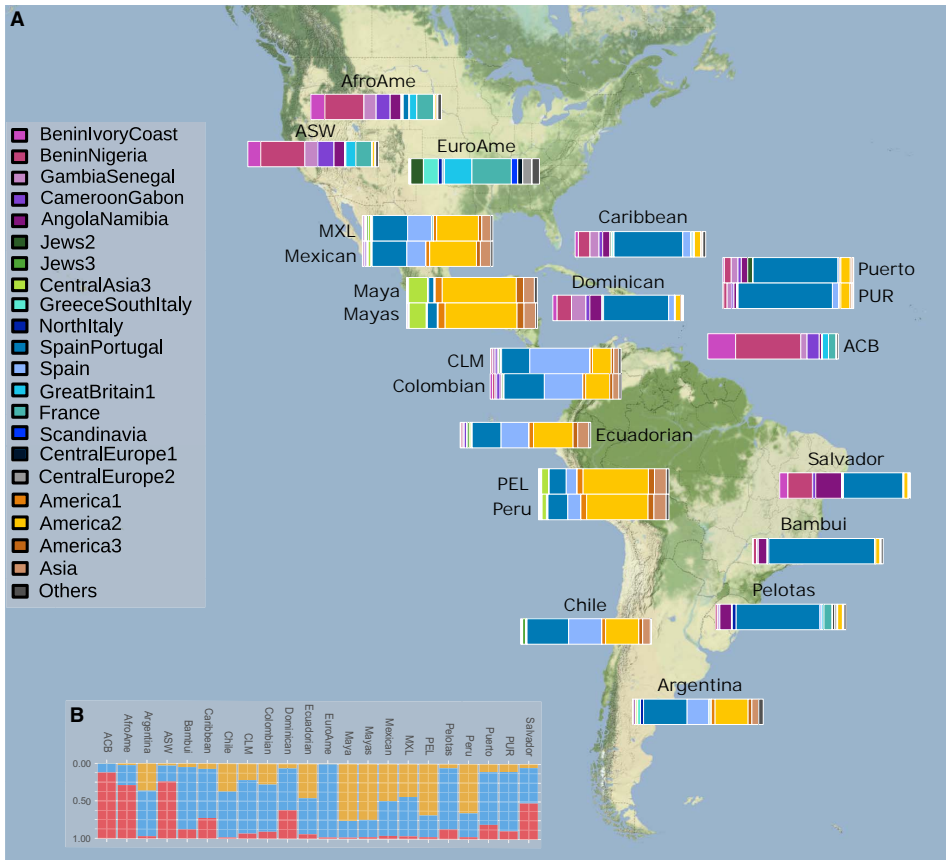 A
AfroAme
ASW
EuroAme
BeninIvoryCoast
BeninNigeria
GambiaSenegal
CameroonGabon
AngolaNamibia
Jews2
Jews3
CentralAsia3
GreeceSouthItaly
NorthItaly
SpainPortugal
Spain
GreatBritain1
France
Scandinavia
CentralEurope1
CentralEurope2
America1
America2
America3
Asia
Others
MXL
Mexican
Caribbean
Puerto
PUR
Maya
Mayas
Dominican
ACB
CLM
Colombian
Ecuadorian
Salvador
PEL
Peru
Bambui
Pelotas
Chile
Argentina
B
ACB
AfroAme
Argentina
ASW
Bambui
Caribbean
Chile
CLM
Colombian
Dominican
Ecuadorian
EuroAme
Maya
Mayas
Mexican
MXL
PEL
Pelotas
Peru
Puerto
PUR
Salvador
0.00
0.50
1.00